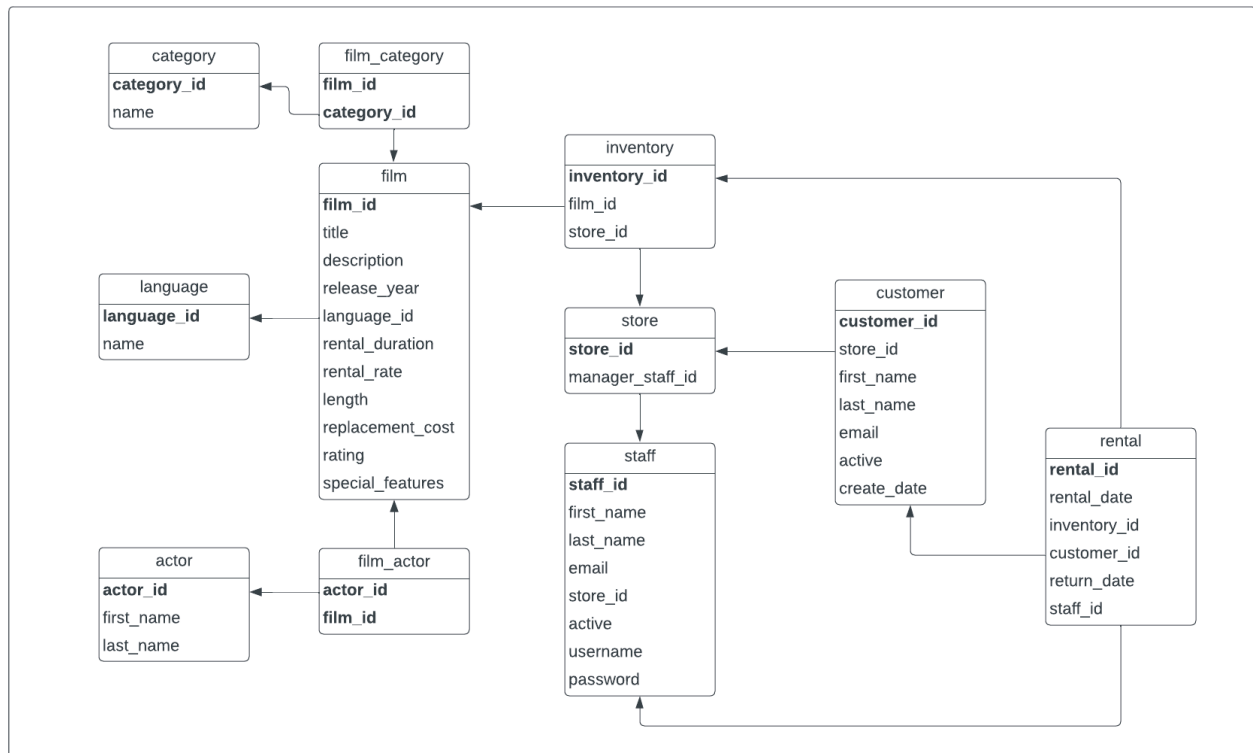 category
category_id
name
film_category
film_id
category_id
film
film_id
title
description
release_year
language_id
rental_duration
rental_rate
length
replacement_cost
rating
special_features
language
language_id
name
actor
actor_id
first_name
last_name
film_actor
actor_id
film_id
inventory
inventory_id
film_id
store_id
store
store_id
manager_staff_id
staff
staff_id
first_name
last_name
email
store_id
active
username
password
customer
customer_id
store_id
first_name
last_name
email
active
create_date
rental
rental_id
rental_date
inventory_id
customer_id
return_date
staff_id